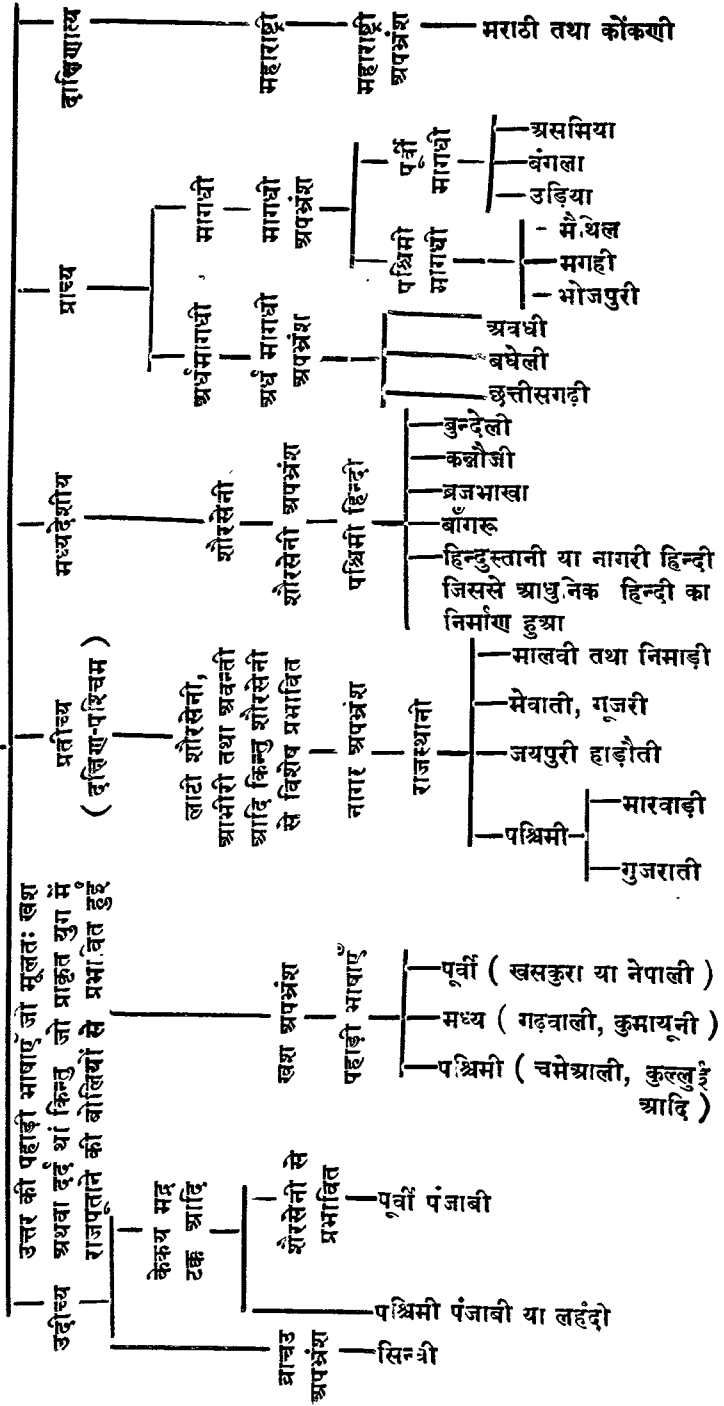 दाक्षिणात्य
महाराष्ट्री
महाराष्ट्री
अपभ्रंश
मराठी तथा कोंकणी
प्राच्य
मागधी
मागधी
अपभ्रंश
पूर्वी
मागधी
असमिया
बंगला
उड़िया
पश्चिमी
मागधी
मैथिल
मगही
भोजपुरी
अर्धमागधी
अर्ध मागधी
अपभ्रंश
अवधी
बघेली
छत्तीसगढ़ी
मध्यदेशीय
शौरसेनी
शौरसेनी अपभ्रंश
पश्चिमी हिन्दी
बुन्देली
कन्नौजी
ब्रजभाखा
बाँगरू
हिन्दुस्तानी या नागरी हिन्दी
जिससे आधुनिक हिन्दी का
निर्माण हुआ
प्रतीच्य
( दक्षिण-पश्चिम )
लाटी शौरसेनी,
आभीरी तथा अवन्ती
आदि किन्तु शौरसेनी
से विशेष प्रभावित
नागर अपभ्रंश
राजस्थानी
मालवी तथा निमाड़ी
मेवाती, गूजरी
जयपुरी हाड़ौती
पश्चिमी
मारवाड़ी
गुजराती
उत्तर की पहाड़ी भाषाएँ जो मूलतः खश
अथवा दर्द थीं किन्तु जो प्राकृत युग में
राजपूताने की बोलियों से प्रभावित हुईं
खश अपभ्रंश
पहाड़ी भाषाएँ
पूर्वी ( खसकुरा या नेपाली )
मध्य ( गढ़वाली, कुमायूनी )
पश्चिमी ( चमेआली, कुल्लुई
आदि )
उदीच्य
केकय मद्र
टक्क आदि
शौरसेनी से
प्रभावित
पूर्वी पंजाबी
पश्चिमी पंजाबी या लहंदी
व्राचड
अपभ्रंश
सिन्धी